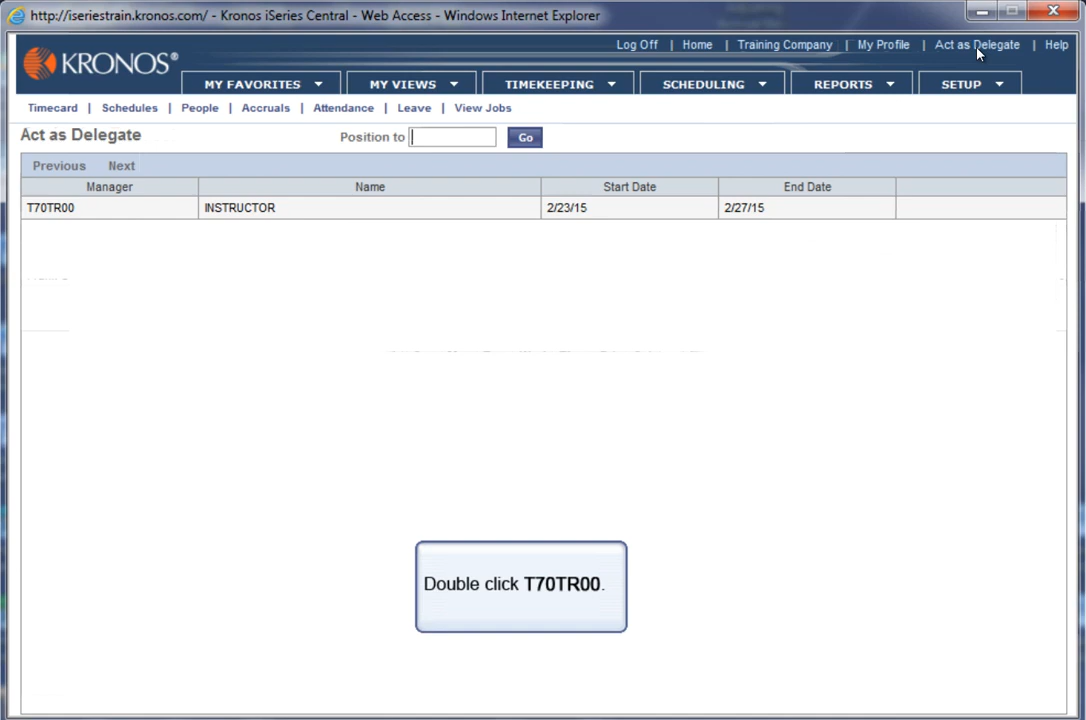 http://iseriestrain.kronos.com/ - Kronos iSeries Central - Web Access - Windows Internet Explorer
Log Off | Home | Training Company | My Profile | Act as Delegate | Help
KRONOS®
MY FAVORITES MY VIEWS TIMEKEEPING SCHEDULING REPORTS SETUP
Timecard | Schedules | People | Accruals | Attendance | Leave | View Jobs
Act as Delegate Position to Go
Previous Next
Manager Name Start Date End Date
T70TR00 INSTRUCTOR 2/23/15 2/27/15
Double click T70TR00.